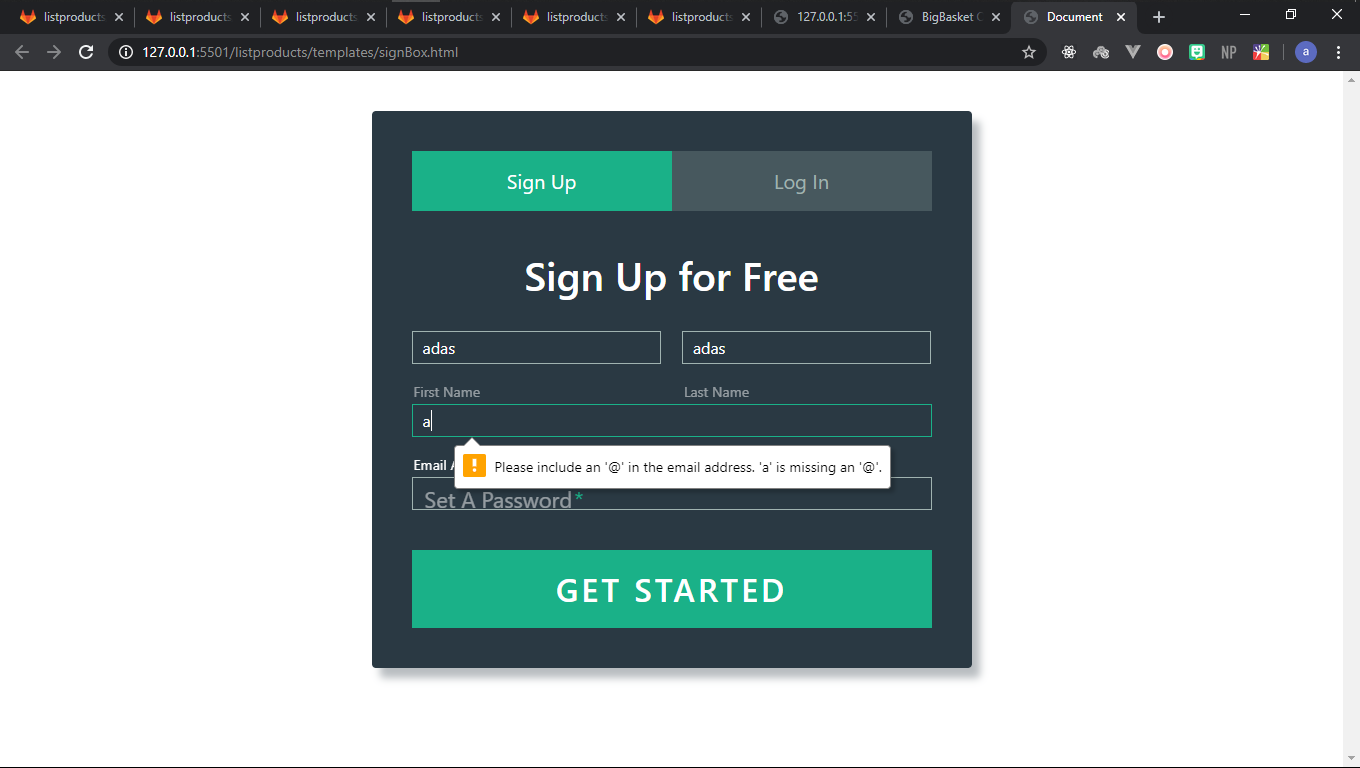 listproducts listproducts listproducts listproducts listproducts listproducts 127.0.0.1:55 BigBasket Document
127.0.0.1:5501/listproducts/templates/signBox.html NP a
Sign Up Log In
Sign Up for Free
adas adas
First Name Last Name
a
Email
Please include an '@' in the email address. 'a' is missing an '@'.
Set A Password*
GET STARTED